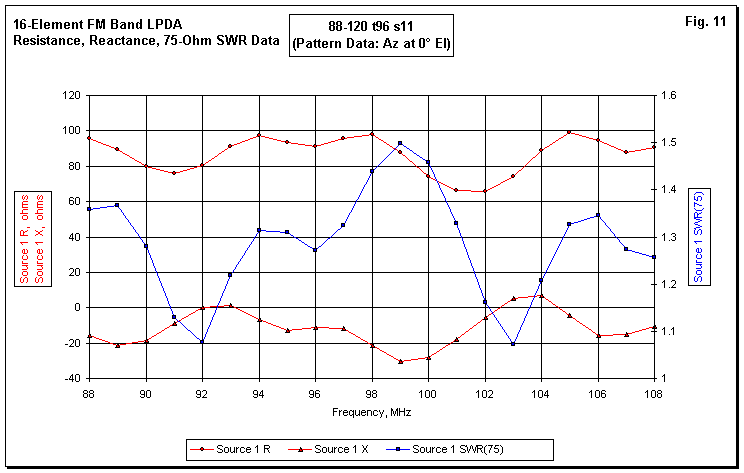 16-Element FM Band LPDA
Resistance, Reactance, 75-Ohm SWR Data
88-120 t96 s11
(Pattern Data: Az at 0° El)
Fig. 11
120
100
80
60
40
20
0
-20
-40
1.6
1.5
1.4
1.3
1.2
1.1
1
Source 1 R, ohms
Source 1 X, ohms
Source 1 SWR(75)
88 90 92 94 96 98 100 102 104 106 108
Frequency, MHz
Source 1 R Source 1 X Source 1 SWR(75)